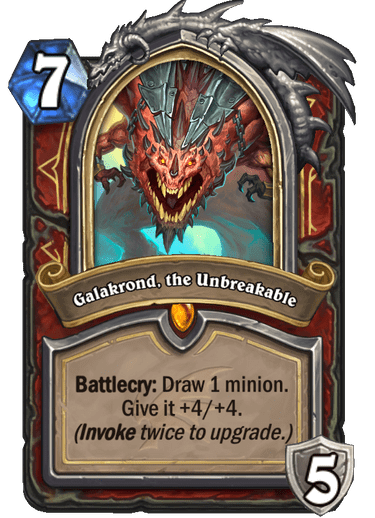 7
Galakrond, the Unbreakable
Battlecry: Draw 1 minion.
Give it +4/+4.
(Invoke twice to upgrade.)
5